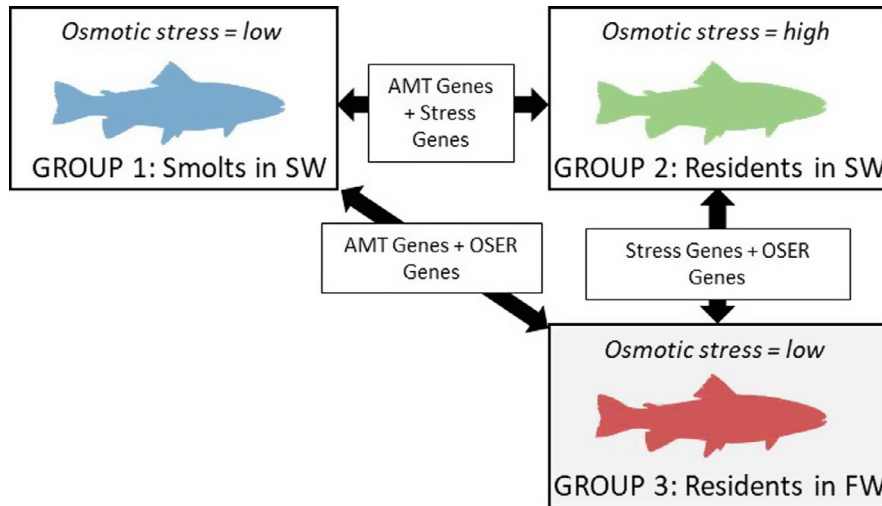 Osmotic stress = low
GROUP 1: Smolts in SW
AMT Genes
+ Stress
Genes
Osmotic stress = high
GROUP 2: Residents in SW
AMT Genes + OSER
Genes
Stress Genes + OSER
Genes
Osmotic stress = low
GROUP 3: Residents in FW